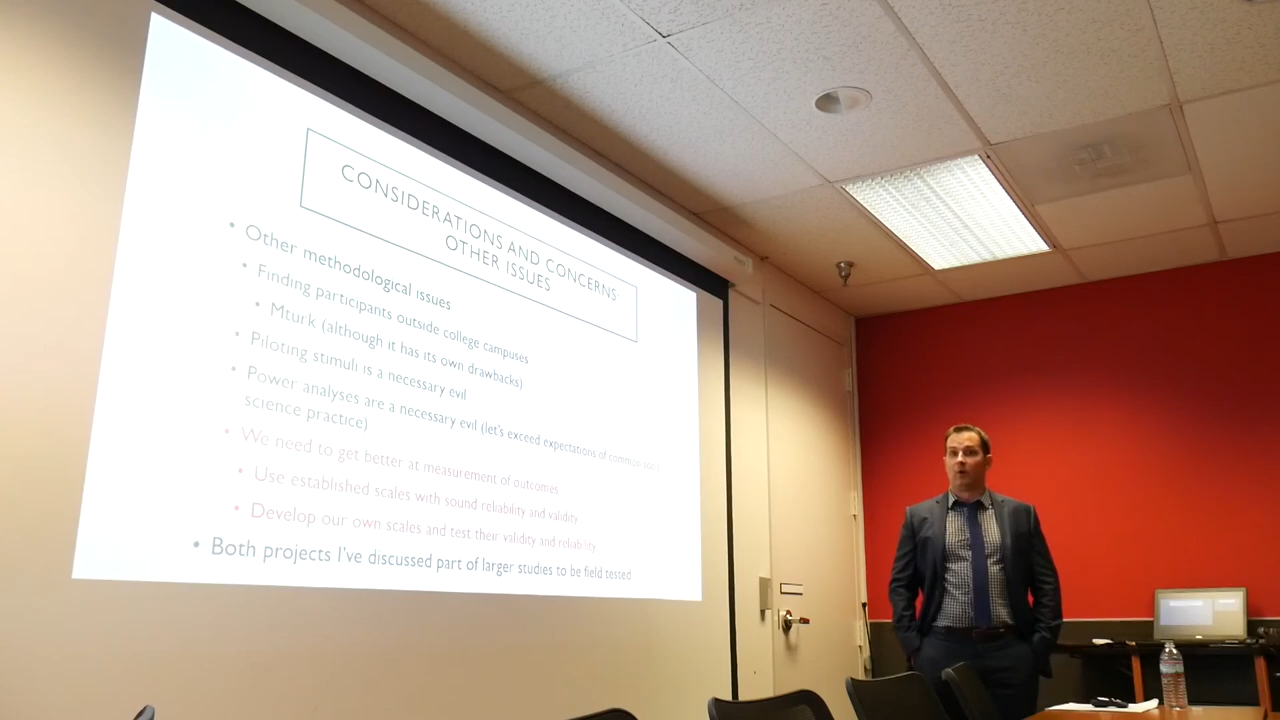 CONSIDERATIONS AND CONCERNS
OTHER ISSUES
• Other methodological issues
• Finding participants outside college campuses
• Mturk (although it has its own drawbacks)
• Piloting stimuli is a necessary evil
• Power analyses are a necessary evil (let's exceed expectations of common
science practice)
• We need to get better at measurement of outcomes
• Use established scales with sound reliability and validity
• Develop our own scales and test their validity and reliability
• Both projects I've discussed part of larger studies to be field tested